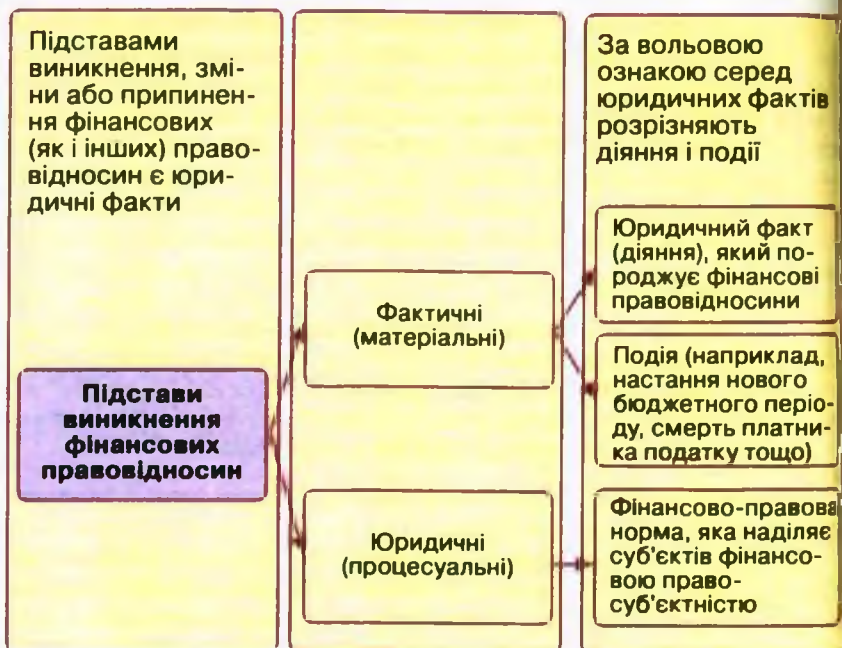 Підставами
виникнення, змі-
ни або припинен-
ня фінансових
(як і інших) право-
відносин є юри-
дичні факти
Підстави
виникнення
фінансових
правовідносин
Фактичні
(матеріальні)
Юридичні
(процесуальні)
За вольовою
ознакою серед
юридичних фактів
розрізняють
діяння і події
Юридичний факт
(діяння), який по-
роджує фінансові
правовідносини
Подія (наприклад,
настання нового
бюджетного періо-
ду, смерть платни-
ка податку тощо)
Фінансово-правова
норма, яка наділяє
суб'єктів фінансо-
вою право-
суб'єктністю